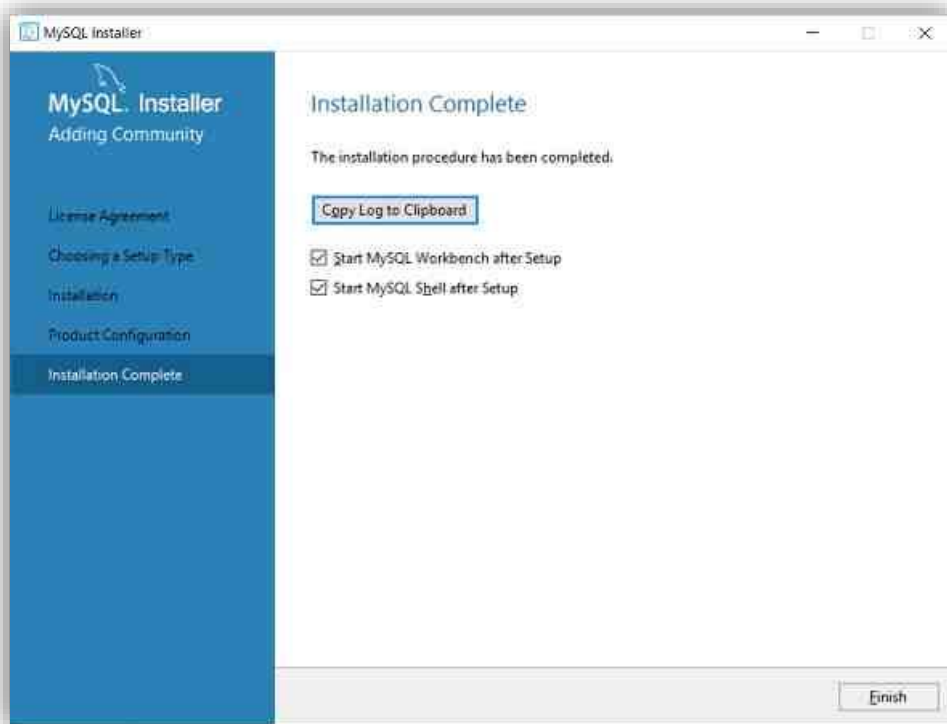 MySQL Installer
MySQL. Installer
Adding Community
License Agreement
Choosing a Setup Type
Installation
Product Configuration
Installation Complete
Installation Complete
The installation procedure has been completed.
Copy Log to Clipboard
Start MySQL Workbench after Setup
Start MySQL Shell after Setup
Finish